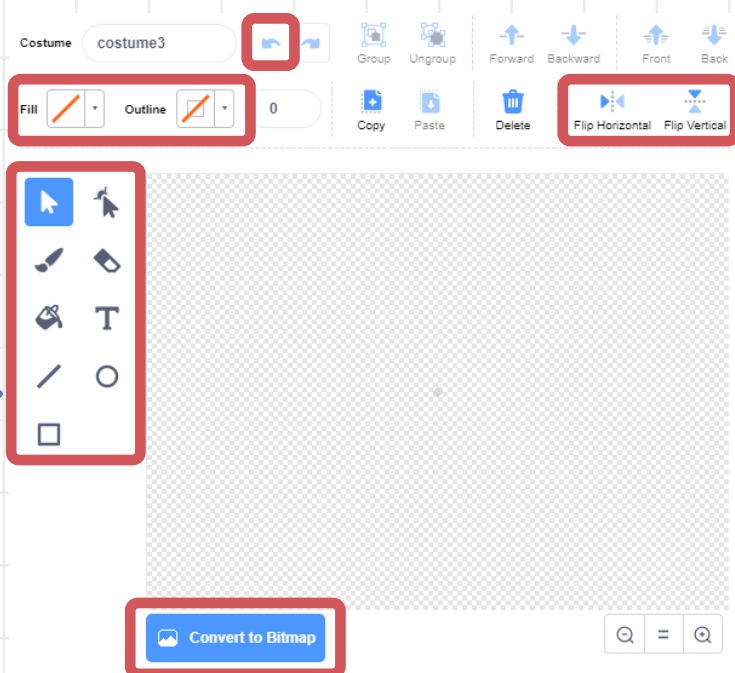 Costume costume3
Group Ungroup Forward Backward Front Back
Fill Outline 0
Copy Paste Delete Flip Horizontal Flip Vertical
T
Convert to Bitmap